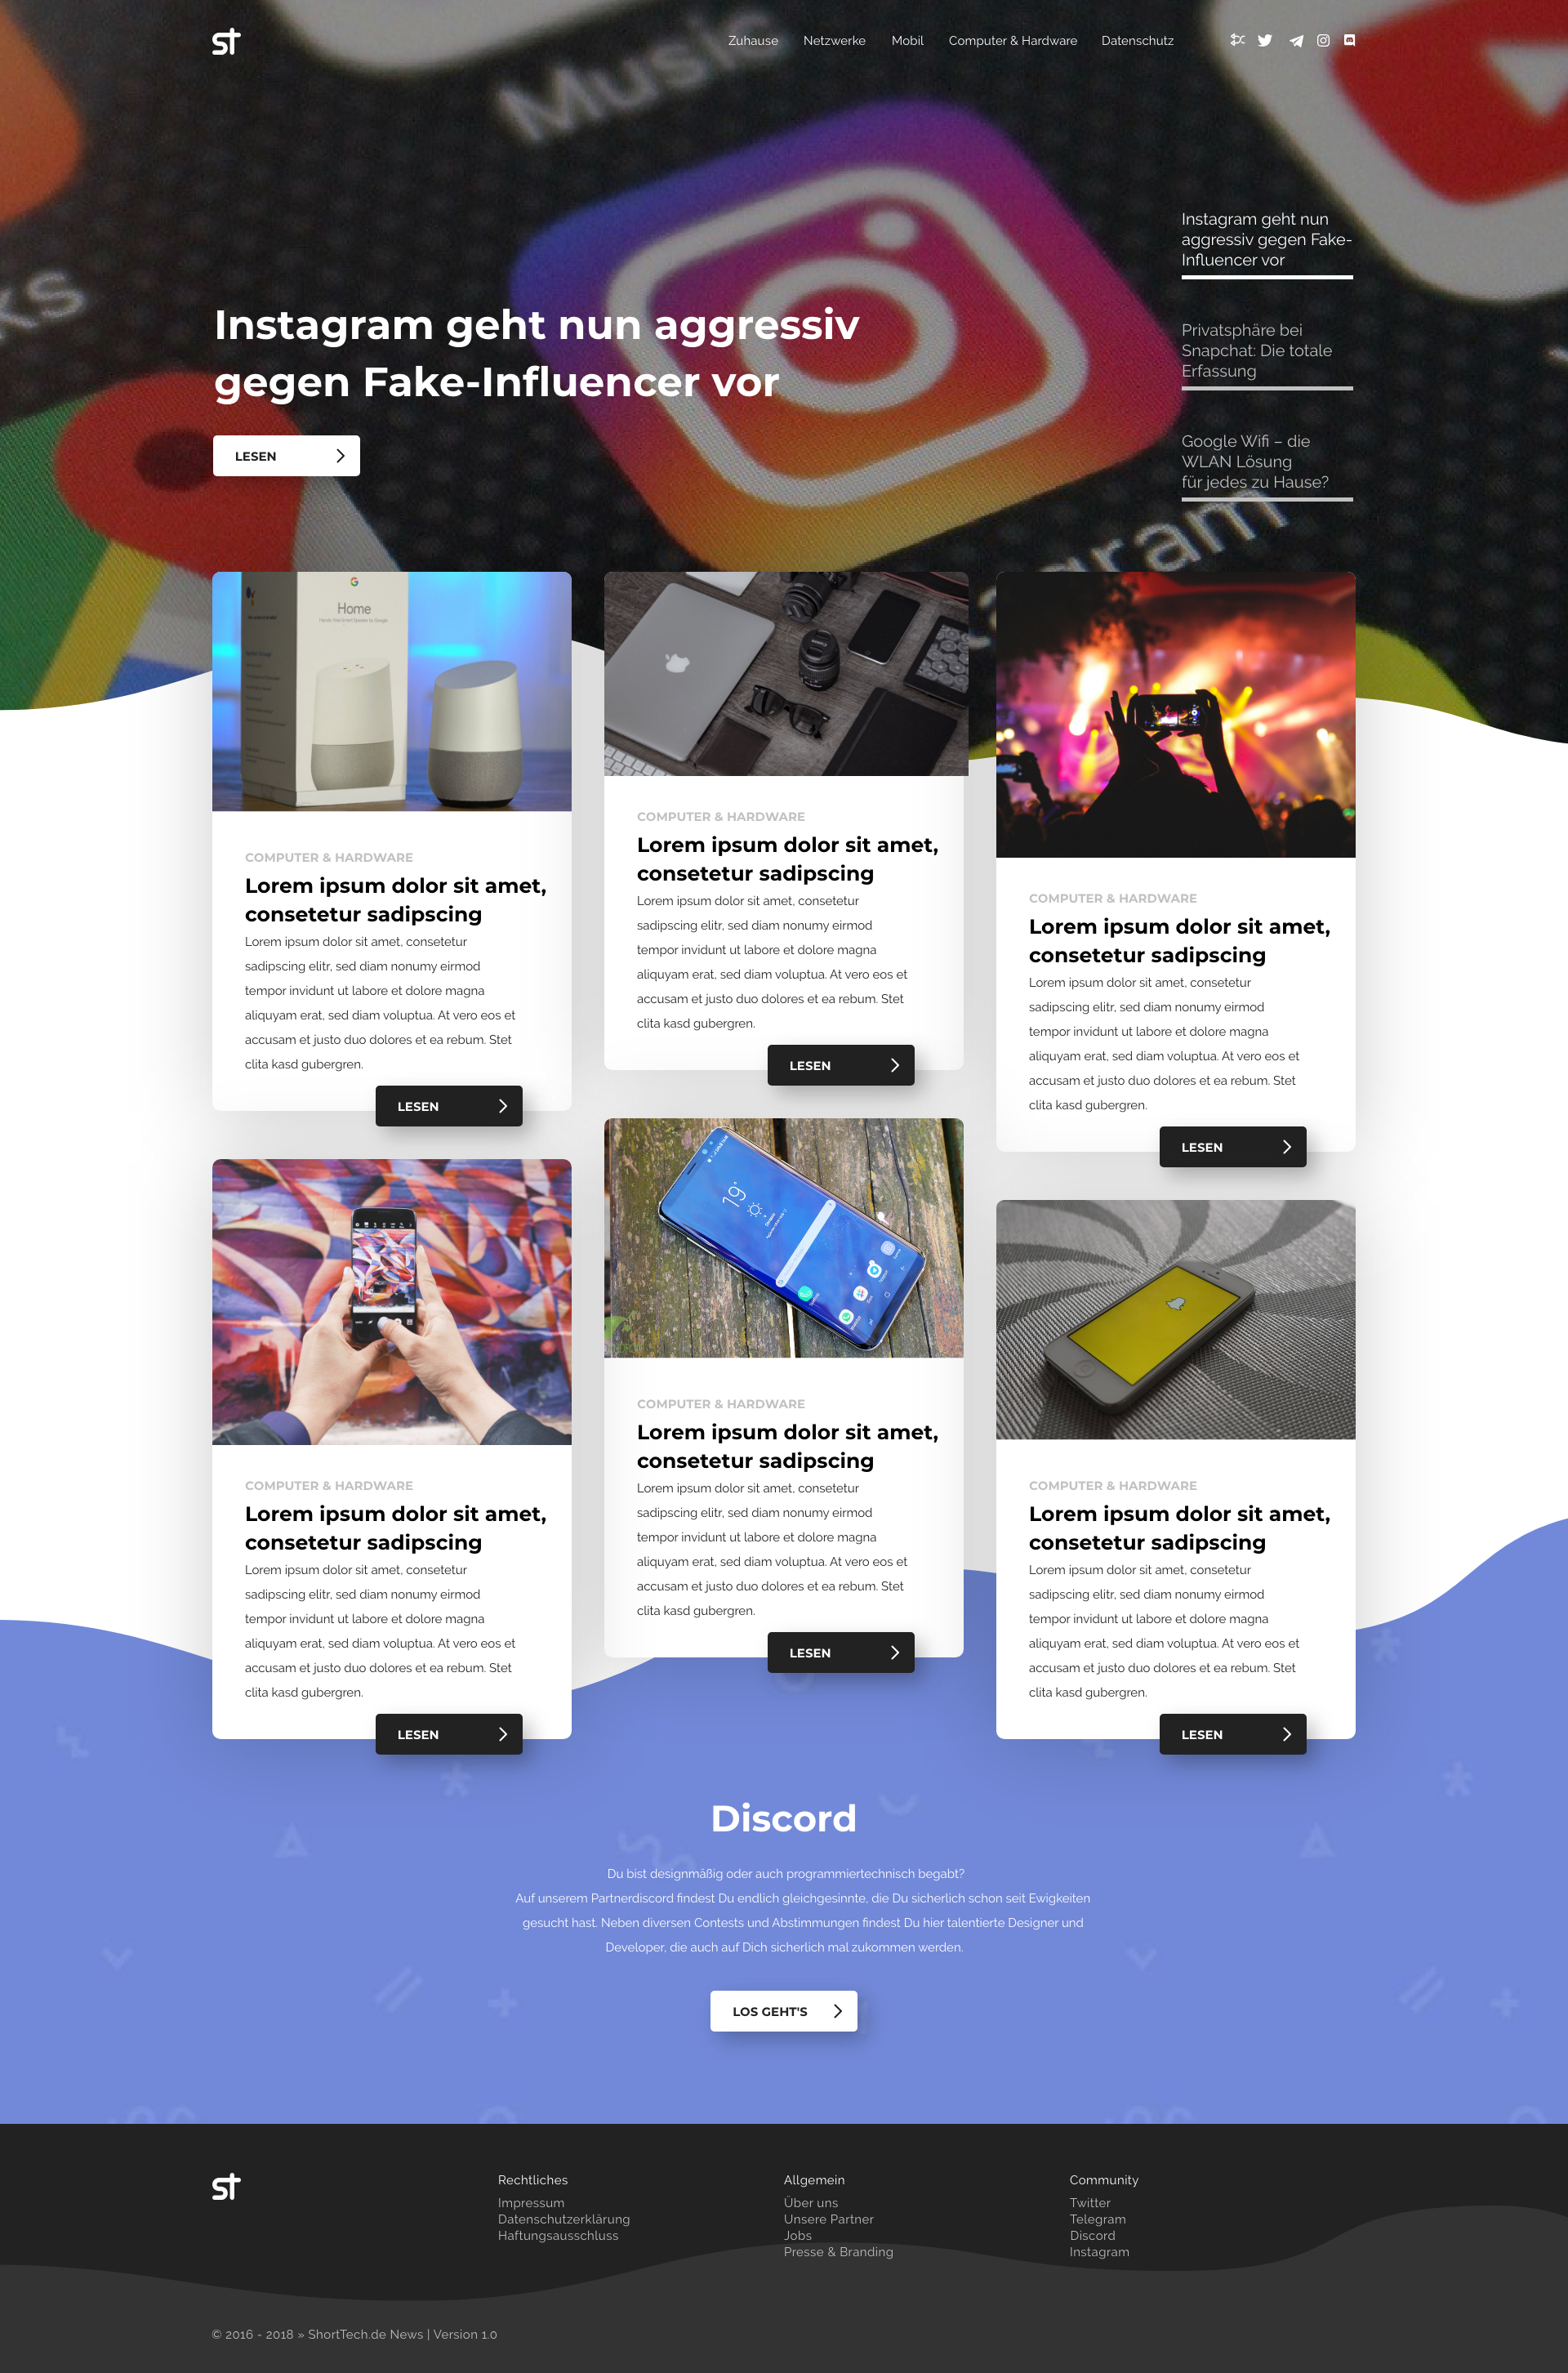 st
Zuhause Netzwerke Mobil Computer & Hardware Datenschutz
Music
Instagram geht nun
aggressiv gegen Fake-
Influencer vor
ks
Instagram geht nun aggressiv
gegen Fake-Influencer vor
LESEN
Privatsphäre bei
Snapchat: Die totale
Erfassung
Google Wifi – die
WLAN Lösung
für jedes zu Hause?
gram
Home
COMPUTER & HARDWARE
Lorem ipsum dolor sit amet,
consetetur sadipscing
Lorem ipsum dolor sit amet, consetetur
sadipscing elitr, sed diam nonumy eirmod
tempor invidunt ut labore et dolore magna
aliquyam erat, sed diam voluptua. At vero eos et
accusam et justo duo dolores et ea rebum. Stet
clita kasd gubergren.
LESEN
COMPUTER & HARDWARE
Lorem ipsum dolor sit amet,
consetetur sadipscing
Lorem ipsum dolor sit amet, consetetur
sadipscing elitr, sed diam nonumy eirmod
tempor invidunt ut labore et dolore magna
aliquyam erat, sed diam voluptua. At vero eos et
accusam et justo duo dolores et ea rebum. Stet
clita kasd gubergren.
LESEN
COMPUTER & HARDWARE
Lorem ipsum dolor sit amet,
consetetur sadipscing
Lorem ipsum dolor sit amet, consetetur
sadipscing elitr, sed diam nonumy eirmod
tempor invidunt ut labore et dolore magna
aliquyam erat, sed diam voluptua. At vero eos et
accusam et justo duo dolores et ea rebum. Stet
clita kasd gubergren.
LESEN
COMPUTER & HARDWARE
Lorem ipsum dolor sit amet,
consetetur sadipscing
Lorem ipsum dolor sit amet, consetetur
sadipscing elitr, sed diam nonumy eirmod
tempor invidunt ut labore et dolore magna
aliquyam erat, sed diam voluptua. At vero eos et
accusam et justo duo dolores et ea rebum. Stet
clita kasd gubergren.
LESEN
19°
COMPUTER & HARDWARE
Lorem ipsum dolor sit amet,
consetetur sadipscing
Lorem ipsum dolor sit amet, consetetur
sadipscing elitr, sed diam nonumy eirmod
tempor invidunt ut labore et dolore magna
aliquyam erat, sed diam voluptua. At vero eos et
accusam et justo duo dolores et ea rebum. Stet
clita kasd gubergren.
LESEN
COMPUTER & HARDWARE
Lorem ipsum dolor sit amet,
consetetur sadipscing
Lorem ipsum dolor sit amet, consetetur
sadipscing elitr, sed diam nonumy eirmod
tempor invidunt ut labore et dolore magna
aliquyam erat, sed diam voluptua. At vero eos et
accusam et justo duo dolores et ea rebum. Stet
clita kasd gubergren.
LESEN
Discord
Du bist designmäßig oder auch programmiertechnisch begabt?
Auf unserem Partnerdiscord findest Du endlich gleichgesinnte, die Du sicherlich schon seit Ewigkeiten
gesucht hast. Neben diversen Contests und Abstimmungen findest Du hier talentierte Designer und
Developer, die auch auf Dich sicherlich mal zukommen werden.
LOS GEHT'S
st
Rechtliches
Impressum
Datenschutzerklärung
Haftungsausschluss
Allgemein
Über uns
Unsere Partner
Jobs
Presse & Branding
Community
Twitter
Telegram
Discord
Instagram
© 2016 - 2018 » ShortTech.de News | Version 1.0